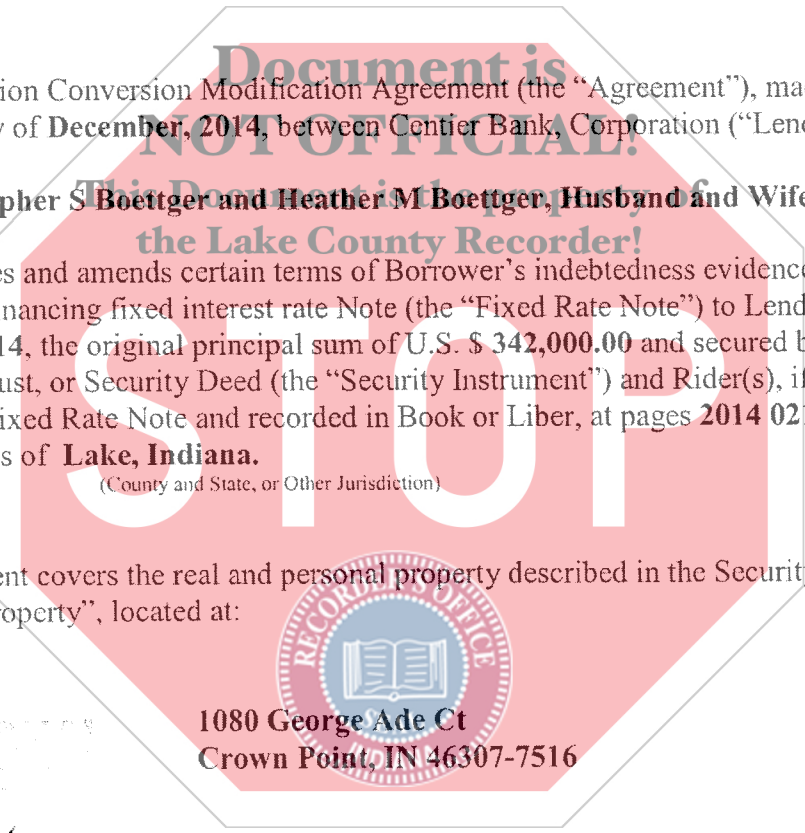 Document is
ion Conversion Modification Agreement (the “Agreement”), ma
y of December, 2014, between Centier Bank, Corporation (“Lend
NOT OFFICIAL!
This Document is the property of
pher S Boettger and Heather M Boettger, Husband and Wife
the Lake County Recorder!
es and amends certain terms of Borrower’s indebtedness evidence
nancing fixed interest rate Note (the “Fixed Rate Note”) to Lend
14, the original principal sum of U.S. $ 342,000.00 and secured b
ust, or Security Deed (the “Security Instrument”) and Rider(s), if
ixed Rate Note and recorded in Book or Liber, at pages 2014 02
s of Lake, Indiana.
(County and State, or Other Jurisdiction)
STOP
ent covers the real and personal property described in the Security
operty”, located at:
RECORDER'S OFFICE
SEAL
INDIANA
1080 George Ade Ct
Crown Point, IN 46307-7516